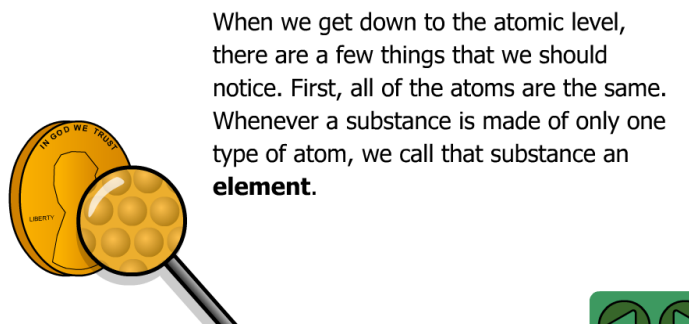 When we get down to the atomic level,
there are a few things that we should
notice. First, all of the atoms are the same.
Whenever a substance is made of only one
type of atom, we call that substance an
element.
IN GOD WE TRUST
LIBERTY